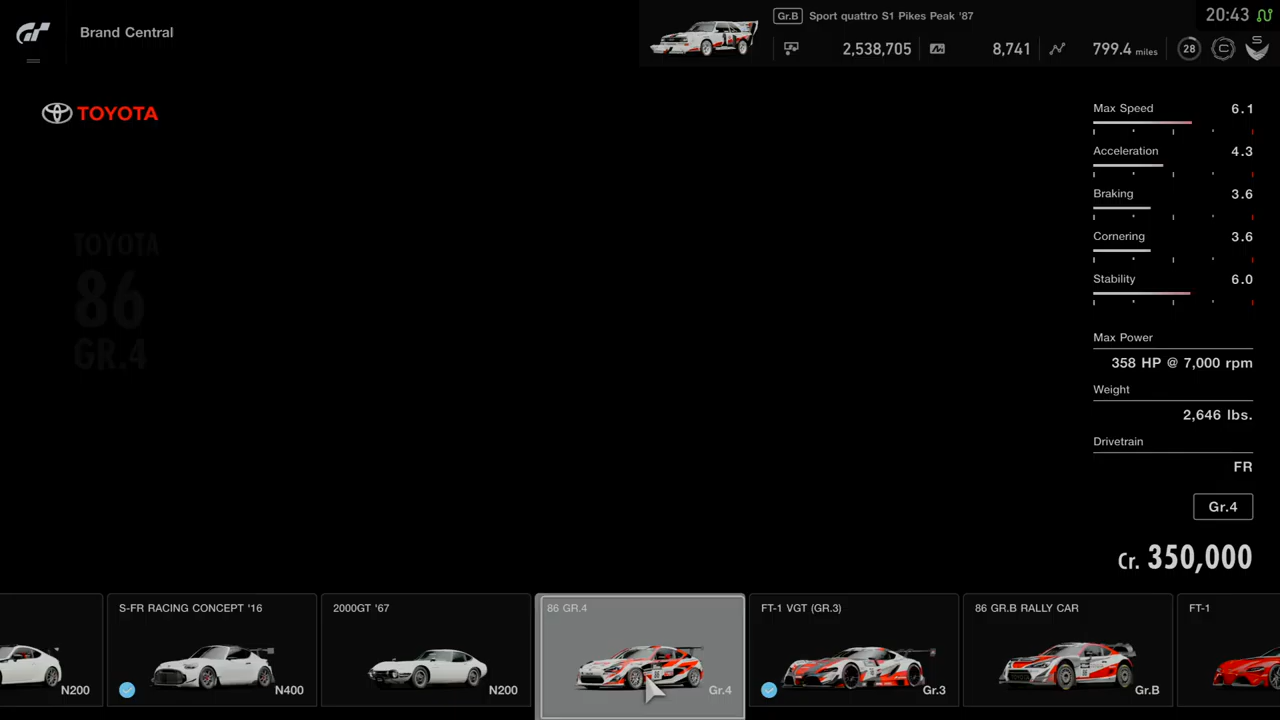 Brand Central
Gr.B Sport quattro S1 Pikes Peak '87
20:43
2,538,705
8,741
799.4 miles
28
C
S
TOYOTA
TOYOTA
86
GR.4
Max Speed 6.1
Acceleration 4.3
Braking 3.6
Cornering 3.6
Stability 6.0
Max Power
358 HP @ 7,000 rpm
Weight
2,646 lbs.
Drivetrain
FR
Gr.4
Cr. 350,000
N200
S-FR RACING CONCEPT '16
N400
2000GT '67
N200
86 GR.4
Gr.4
FT-1 VGT (GR.3)
Gr.3
86 GR.B RALLY CAR
Gr.B
FT-1